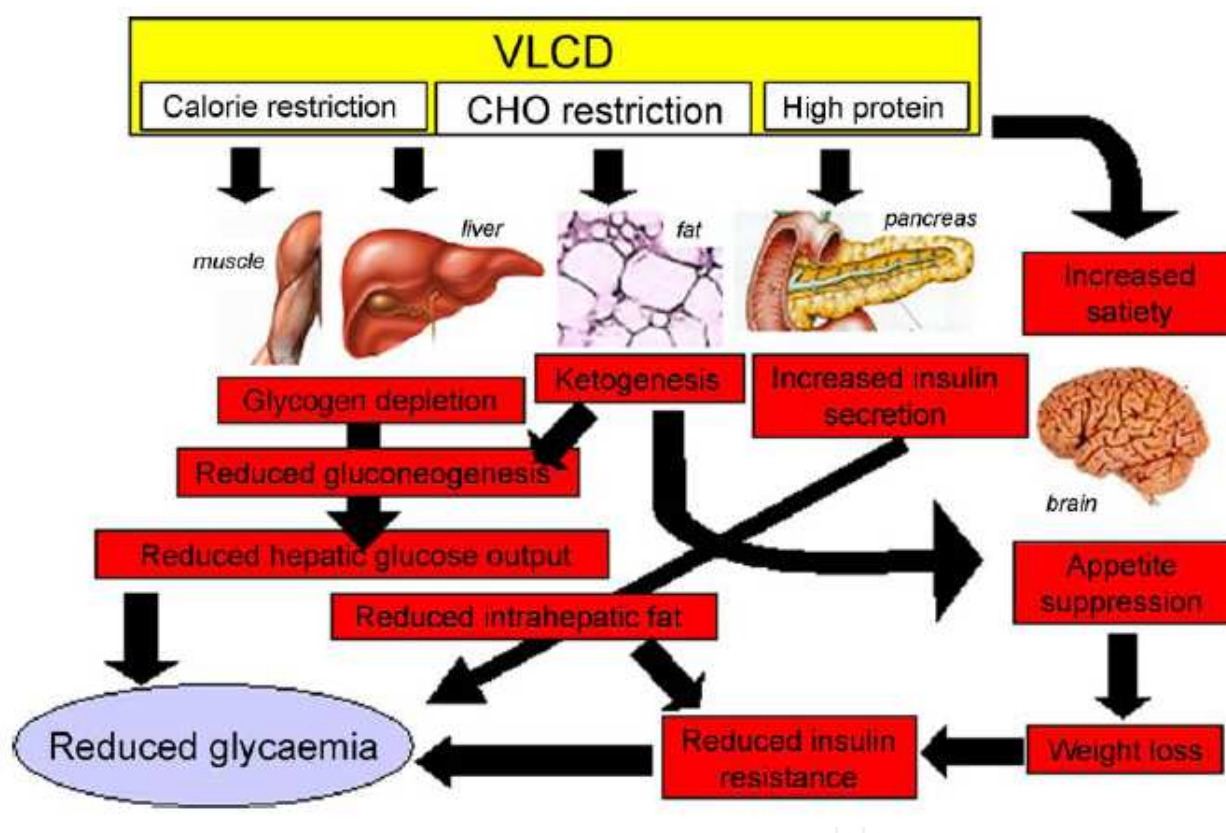 VLCD
Calorie restriction
CHO restriction
High protein
muscle
liver
fat
pancreas
Increased
satiety
Glycogen depletion
Ketogenesis
Increased insulin
secretion
Reduced gluconeogenesis
brain
Reduced hepatic glucose output
Appetite
suppression
Reduced intrahepatic fat
Reduced glycaemia
Reduced insulin
resistance
Weight loss